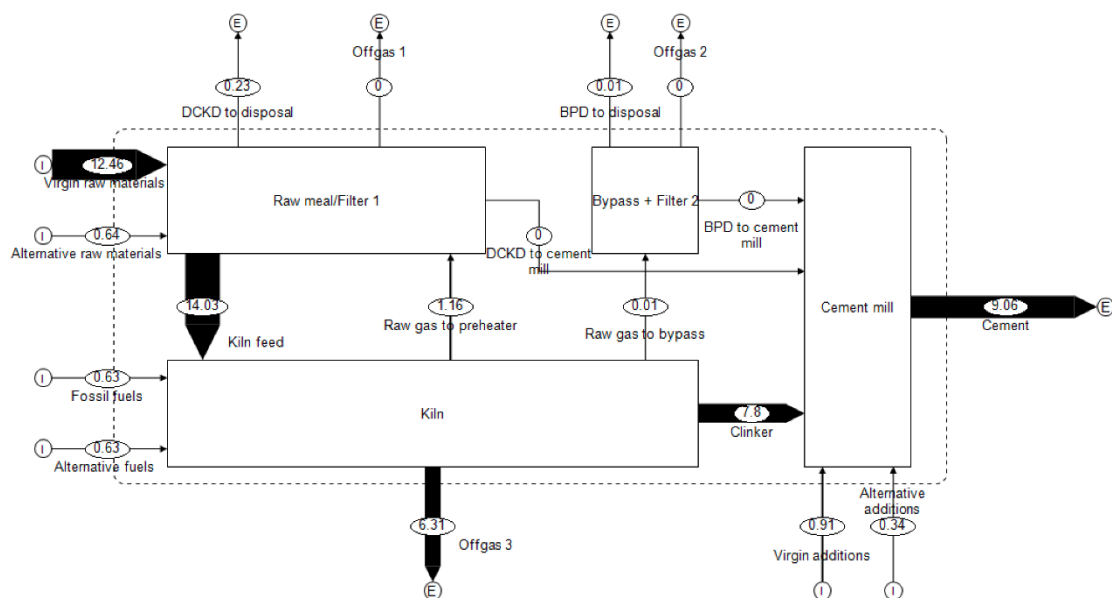 E
E
E
E
Offgas 1
Offgas 2
0.23
0
0.01
0
DCKD to disposal
BPD to disposal
I
12.46
Virgin raw materials
Raw meal/Filter 1
Bypass + Filter 2
0
BPD to cement
mill
I
0.64
Alternative raw materials
0
DCKD to cement
mill
14.03
Kiln feed
1.16
Raw gas to preheater
0.01
Raw gas to bypass
Cement mill
9.06
Cement
E
I
0.63
Fossil fuels
Kiln
7.8
Clinker
I
0.63
Alternative fuels
6.31
Offgas 3
E
Alternative
additions
0.91
0.34
Virgin additions
I
I